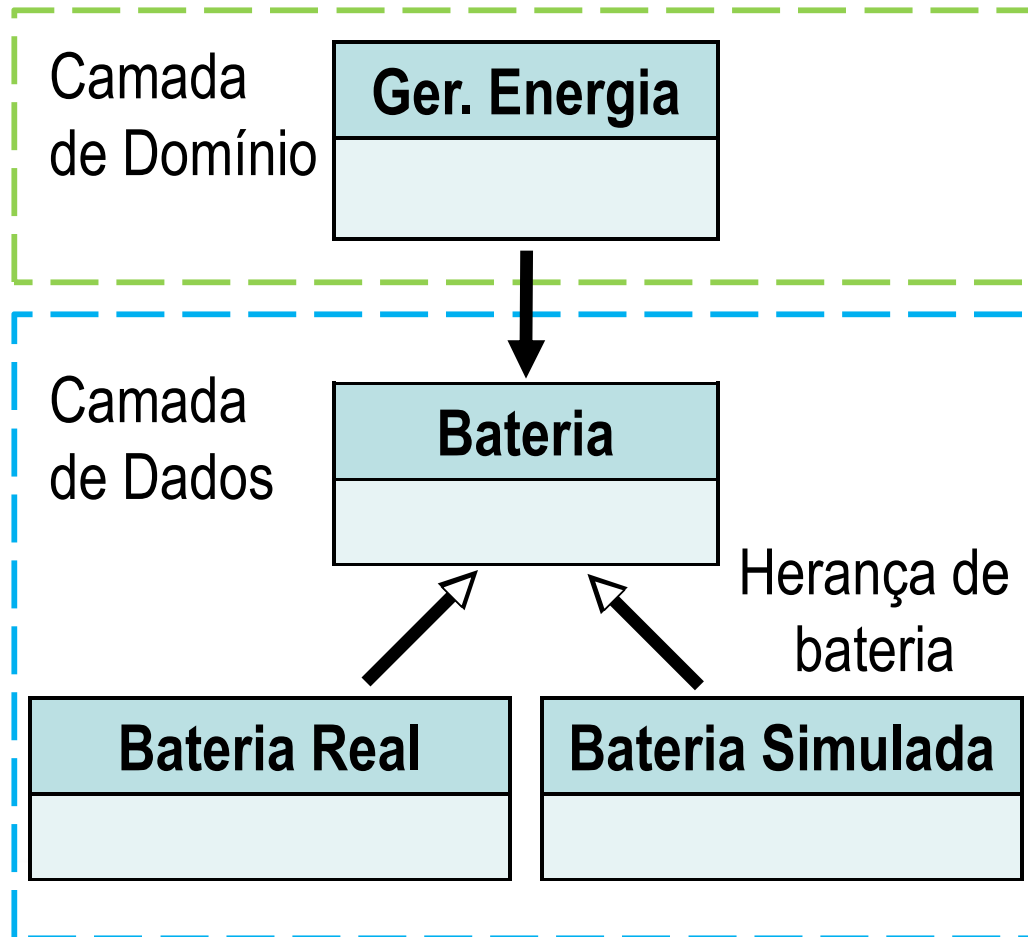 Camada
de Domínio
Ger. Energia
Camada
de Dados
Bateria
Herança de
bateria
Bateria Real
Bateria Simulada